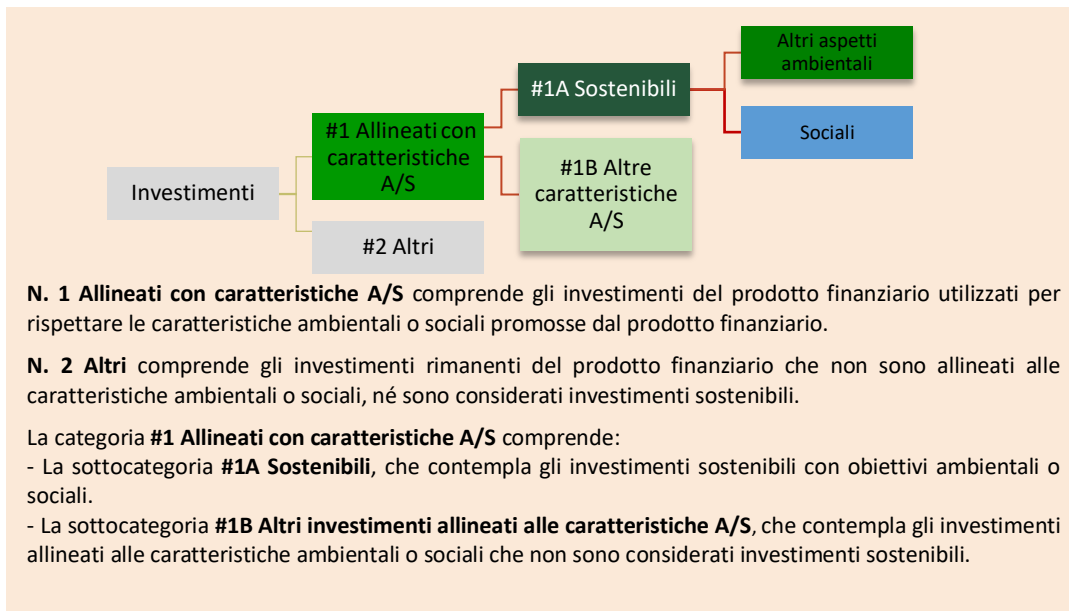 Altri aspetti
ambientali
#1A Sostenibili
Sociali
#1 Allineati con
caratteristiche
A/S
#1B Altre
caratteristiche
A/S
Investimenti
#2 Altri
N. 1 Allineati con caratteristiche A/S comprende gli investimenti del prodotto finanziario utilizzati per
rispettare le caratteristiche ambientali o sociali promosse dal prodotto finanziario.
N. 2 Altri comprende gli investimenti rimanenti del prodotto finanziario che non sono allineati alle
caratteristiche ambientali o sociali, né sono considerati investimenti sostenibili.
La categoria #1 Allineati con caratteristiche A/S comprende:
- La sottocategoria #1A Sostenibili, che contempla gli investimenti sostenibili con obiettivi ambientali o
sociali.
- La sottocategoria #1B Altri investimenti allineati alle caratteristiche A/S, che contempla gli investimenti
allineati alle caratteristiche ambientali o sociali che non sono considerati investimenti sostenibili.